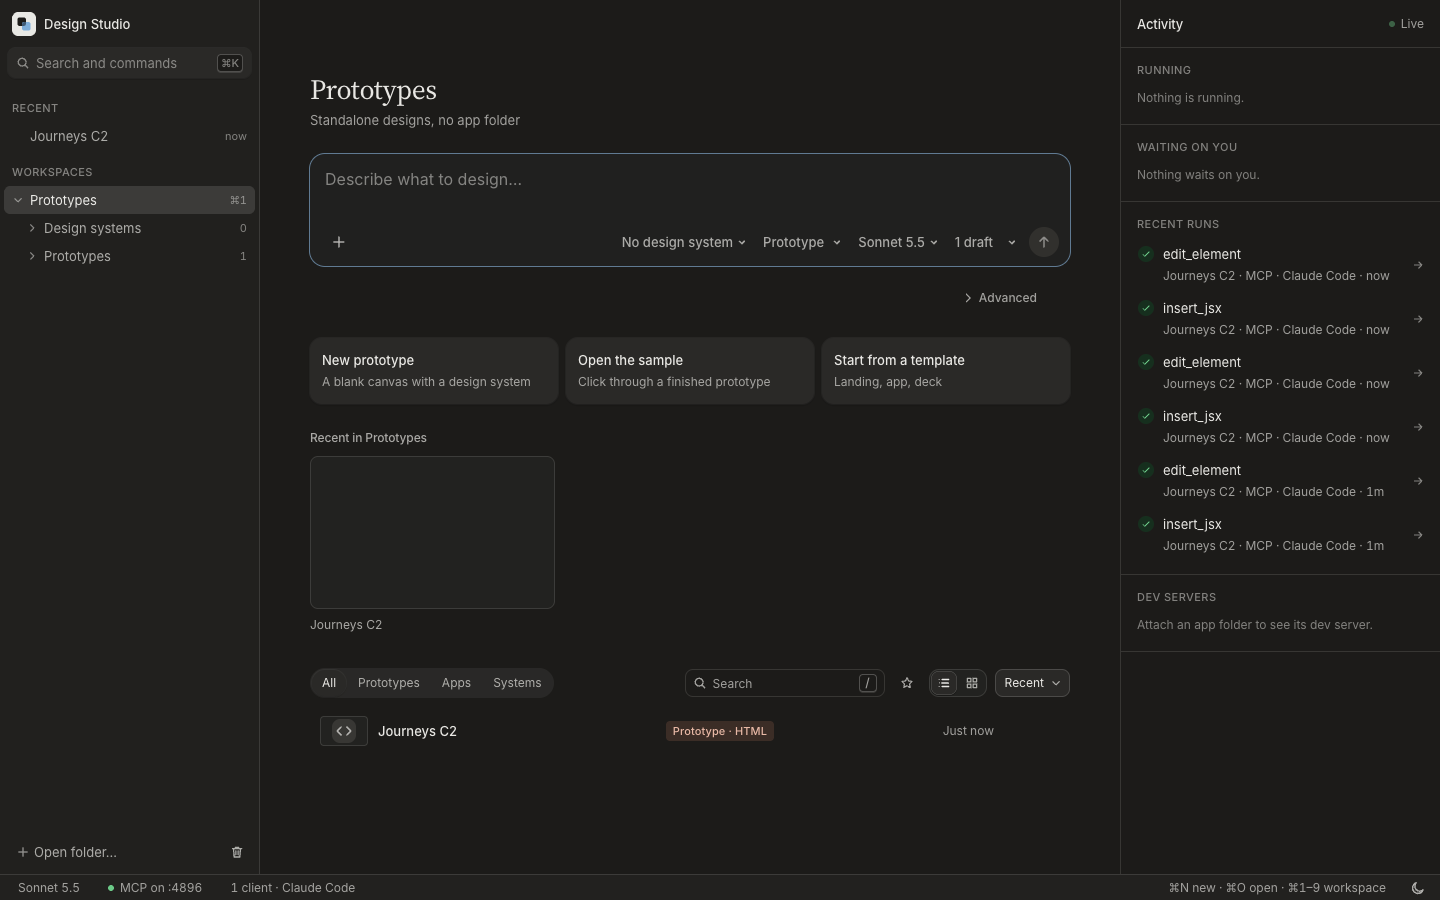 Design Studio
Search and commands ⌘K
RECENT
Journeys C2 now
WORKSPACES
Prototypes ⌘1
Design systems 0
Prototypes 1
Open folder...
Prototypes
Standalone designs, no app folder
Describe what to design...
No design system Prototype Sonnet 5.5 1 draft
Advanced
New prototype
A blank canvas with a design system
Open the sample
Click through a finished prototype
Start from a template
Landing, app, deck
Recent in Prototypes
Journeys C2
All Prototypes Apps Systems Search / Recent
Journeys C2 Prototype · HTML Just now
Activity Live
RUNNING
Nothing is running.
WAITING ON YOU
Nothing waits on you.
RECENT RUNS
edit_element
Journeys C2 · MCP · Claude Code · now
insert_jsx
Journeys C2 · MCP · Claude Code · now
edit_element
Journeys C2 · MCP · Claude Code · now
insert_jsx
Journeys C2 · MCP · Claude Code · now
edit_element
Journeys C2 · MCP · Claude Code · 1m
insert_jsx
Journeys C2 · MCP · Claude Code · 1m
DEV SERVERS
Attach an app folder to see its dev server.
Sonnet 5.5 MCP on :4896 1 client · Claude Code ⌘N new · ⌘O open · ⌘1–9 workspace